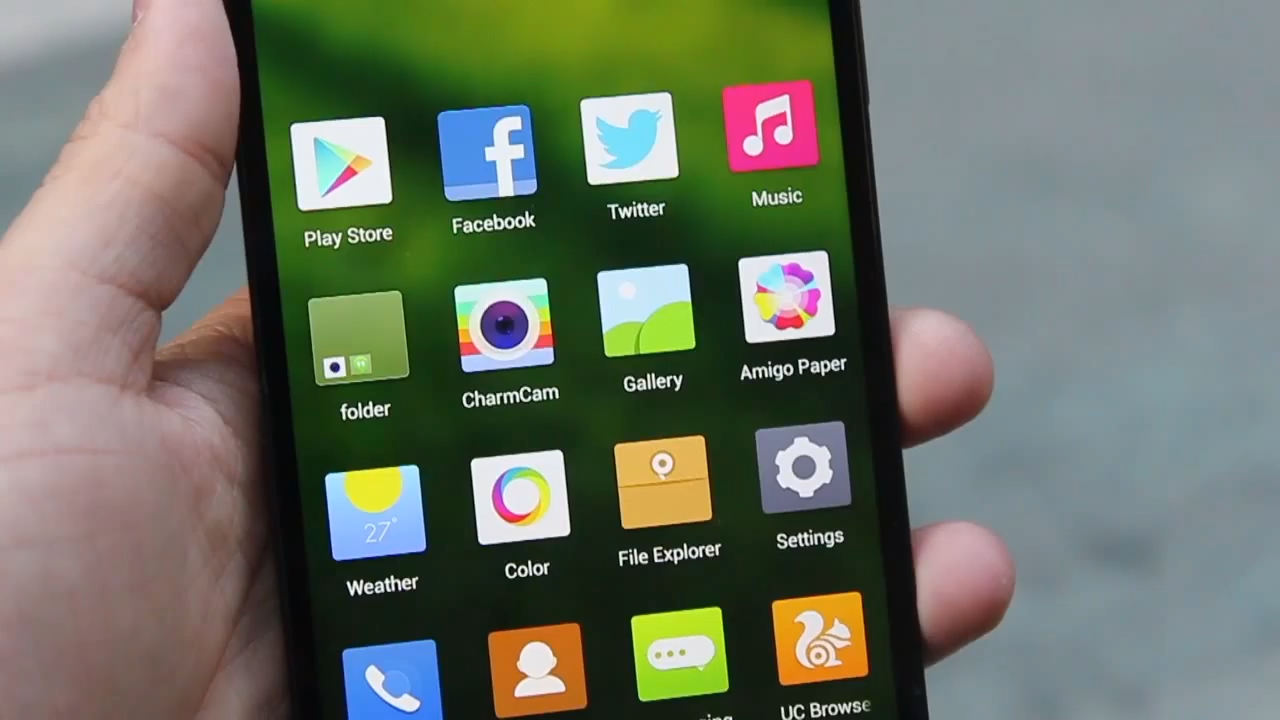 Play Store
Facebook
Twitter
Music
folder
CharmCam
Gallery
Amigo Paper
27°
Weather
Color
File Explorer
Settings
UC Browse